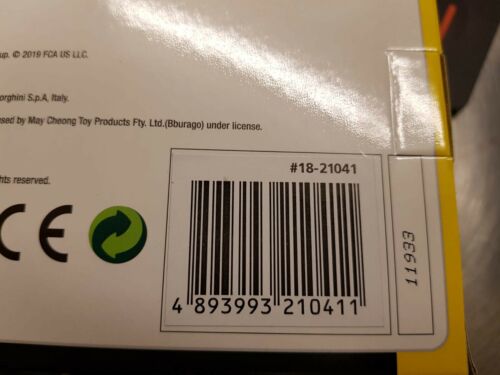 up. © 2019 FCA US LLC.
orghini S.p.A, Italy.
sed by May Cheong Toy Products Fty. Ltd.(Bburago) under license.
hts reserved.
#18-21041
CE
4 893993 210411
11933